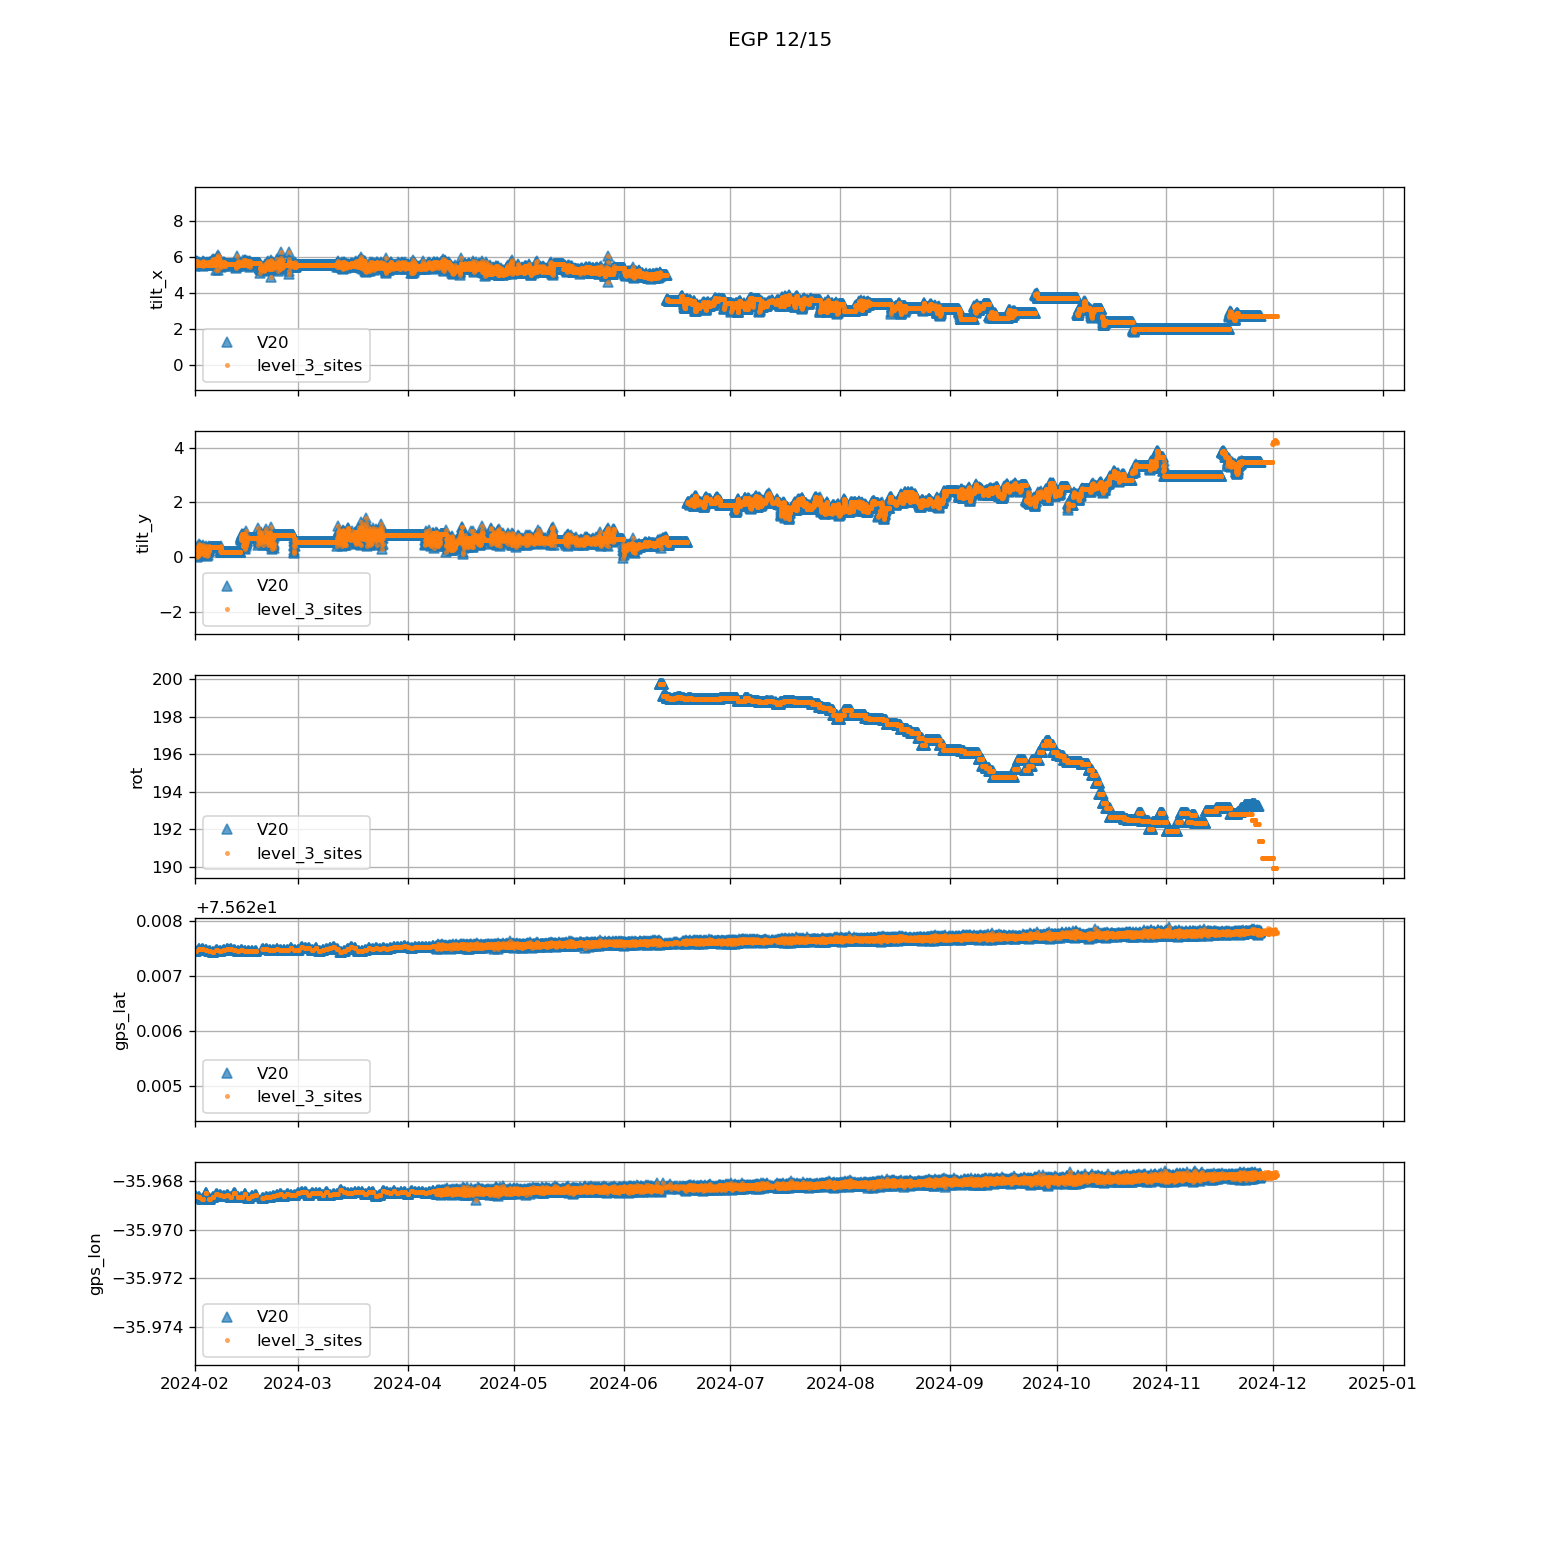 EGP 12/15
8
6
4
2
0
tilt_x
V20
level_3_sites
4
2
0
−2
tilt_y
V20
level_3_sites
200
198
196
194
192
190
rot
V20
level_3_sites
+7.562e1
0.008
0.007
0.006
0.005
gps_lat
V20
level_3_sites
−35.968
−35.970
−35.972
−35.974
gps_lon
V20
level_3_sites
2024-02 2024-03 2024-04 2024-05 2024-06 2024-07 2024-08 2024-09 2024-10 2024-11 2024-12 2025-01